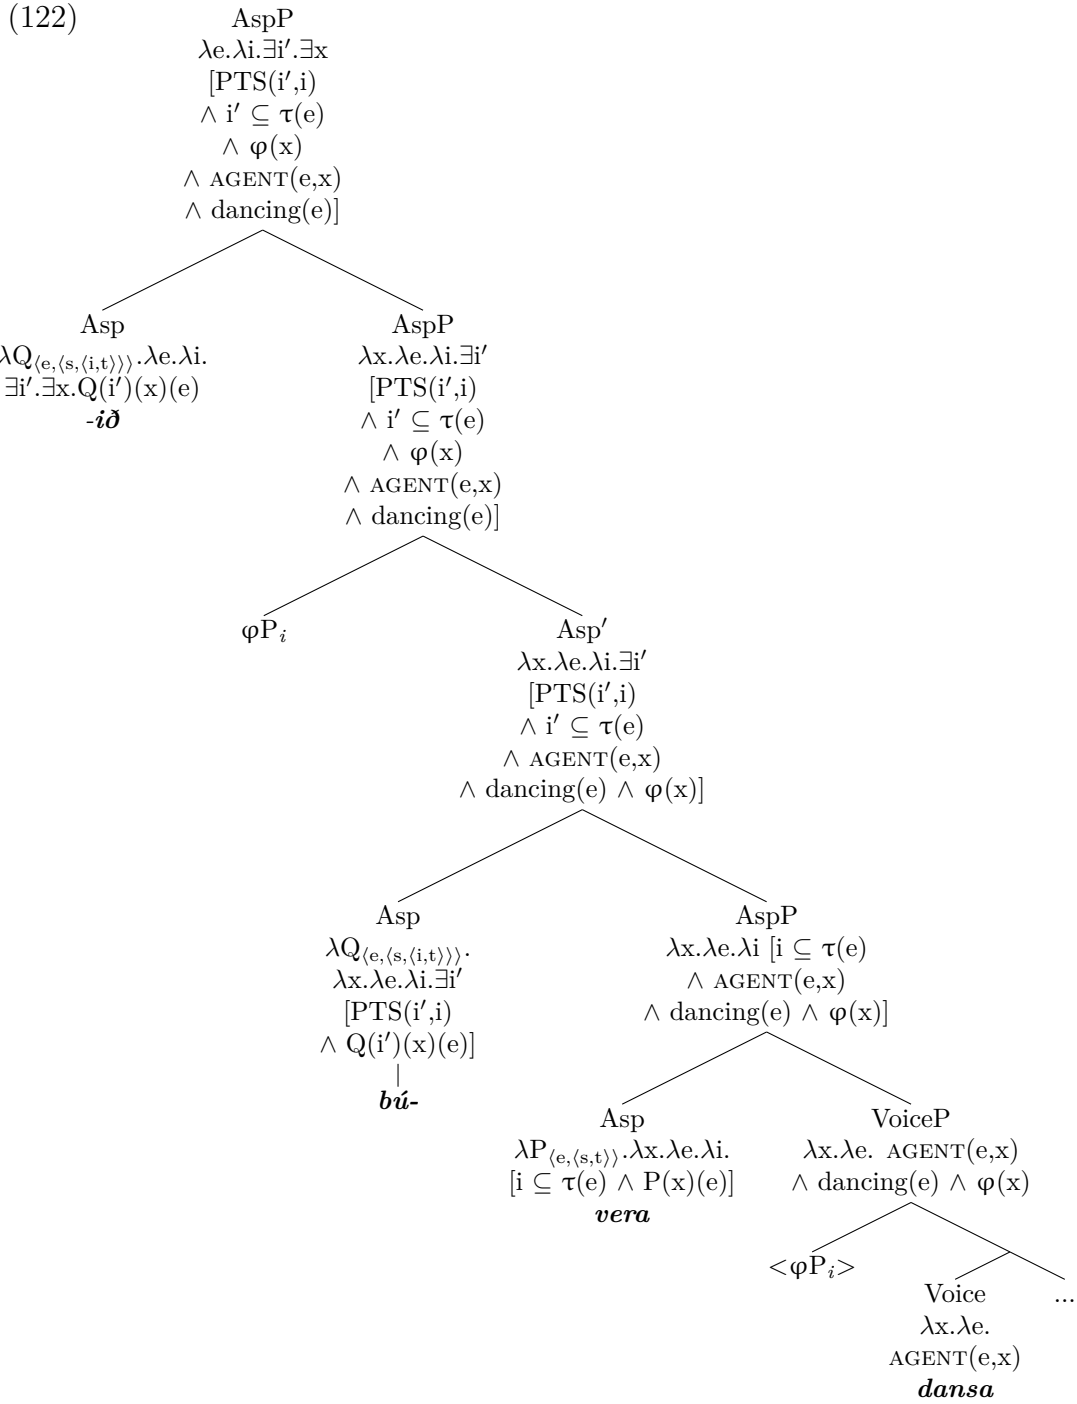 (122)
AspP
λe.λi.∃i′.∃x
[PTS(i′,i)
∧ i′ ⊆ τ(e)
∧ φ(x)
∧ AGENT(e,x)
∧ dancing(e)]
Asp
λQ⟨e,⟨s,⟨i,t⟩⟩⟩.λe.λi.
∃i′.∃x.Q(i′)(x)(e)
-ið
AspP
λx.λe.λi.∃i′
[PTS(i′,i)
∧ i′ ⊆ τ(e)
∧ φ(x)
∧ AGENT(e,x)
∧ dancing(e)]
φPi
Asp′
λx.λe.λi.∃i′
[PTS(i′,i)
∧ i′ ⊆ τ(e)
∧ AGENT(e,x)
∧ dancing(e) ∧ φ(x)]
Asp
λQ⟨e,⟨s,⟨i,t⟩⟩⟩.
λx.λe.λi.∃i′
[PTS(i′,i)
∧ Q(i′)(x)(e)]
bú-
AspP
λx.λe.λi [i ⊆ τ(e)
∧ AGENT(e,x)
∧ dancing(e) ∧ φ(x)]
Asp
λP⟨e,⟨s,t⟩⟩.λx.λe.λi.
[i ⊆ τ(e) ∧ P(x)(e)]
vera
VoiceP
λx.λe. AGENT(e,x)
∧ dancing(e) ∧ φ(x)
<φPi>
Voice
λx.λe.
AGENT(e,x)
dansa
...